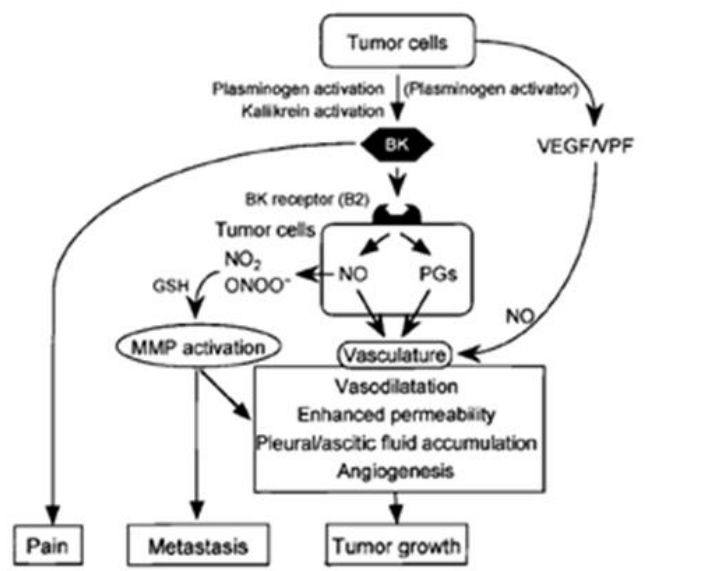 Tumor cells
Plasminogen activation (Plasminogen activator)
Kallikrein activation
BK
VEGF/VPF
BK receptor (B2)
Tumor cells
NO₂
ONOO⁻
GSH
NO
PGs
NO
MMP activation
Vasculature
Vasodilatation
Enhanced permeability
Pleural/ascitic fluid accumulation
Angiogenesis
Pain
Metastasis
Tumor growth